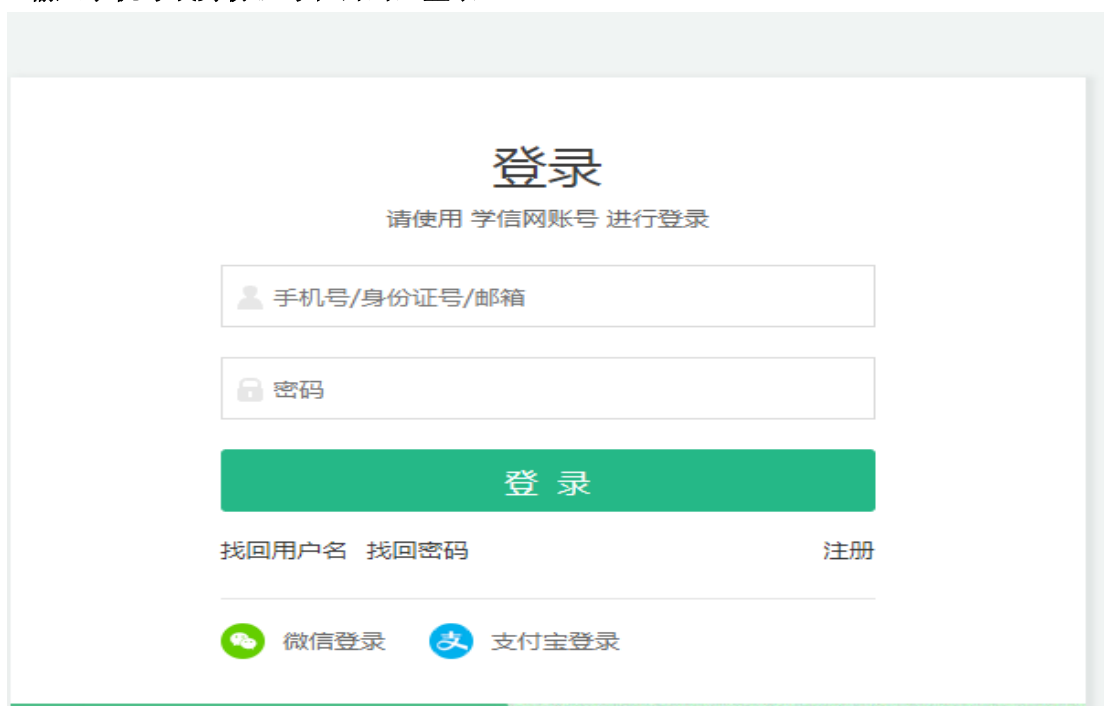 登录
请使用 学信网账号 进行登录
手机号/身份证号/邮箱
密码
登 录
找回用户名 找回密码 注册
微信登录 支付宝登录